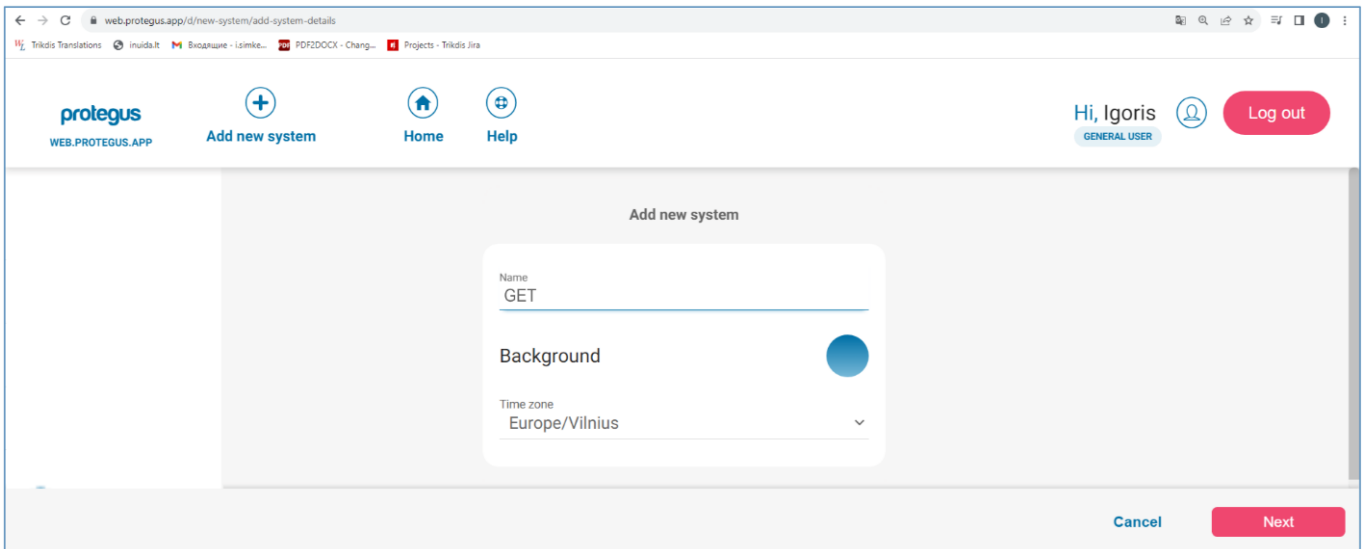 web.protegus.app/d/new-system/add-system-details
Trikdis Translations inuida.lt Входящие - i.simke... PDF2DOCX - Chang... Projects - Trikdis Jira
protegus
WEB.PROTEGUS.APP
Add new system
Home
Help
Hi, Igoris
GENERAL USER
Log out
Add new system
Name
GET
Background
Time zone
Europe/Vilnius
Cancel
Next